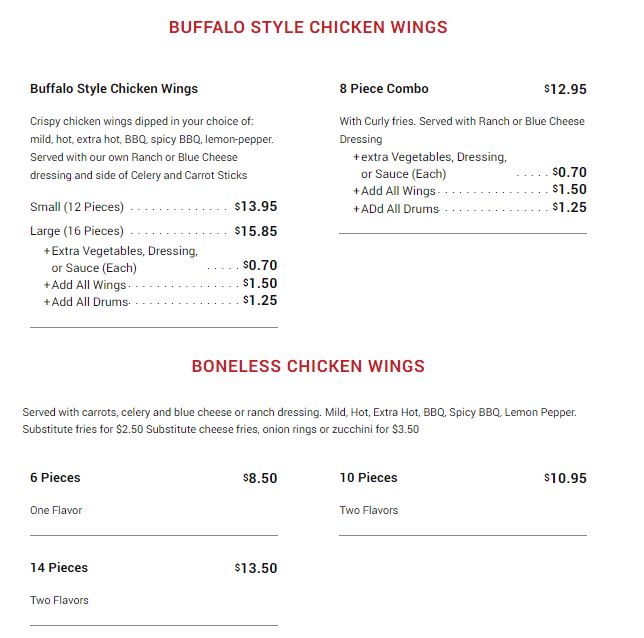 BUFFALO STYLE CHICKEN WINGS
Buffalo Style Chicken Wings
Crispy chicken wings dipped in your choice of:
mild, hot, extra hot, BBQ, spicy BBQ, lemon-pepper.
Served with our own Ranch or Blue Cheese
dressing and side of Celery and Carrot Sticks
Small (12 Pieces) . . . . . . . . . . . . . . $13.95
Large (16 Pieces) . . . . . . . . . . . . . . $15.85
+Extra Vegetables, Dressing,
or Sauce (Each) . . . . . $0.70
+Add All Wings . . . . . . . . . . . . . . . . $1.50
+Add All Drums . . . . . . . . . . . . . . . . $1.25
8 Piece Combo $12.95
With Curly fries. Served with Ranch or Blue Cheese
Dressing
+extra Vegetables, Dressing,
or Sauce (Each) . . . . . $0.70
+Add All Wings . . . . . . . . . . . . . . . . $1.50
+ADd All Drums . . . . . . . . . . . . . . . $1.25
BONELESS CHICKEN WINGS
Served with carrots, celery and blue cheese or ranch dressing. Mild, Hot, Extra Hot, BBQ, Spicy BBQ, Lemon Pepper.
Substitute fries for $2.50 Substitute cheese fries, onion rings or zucchini for $3.50
6 Pieces $8.50
One Flavor
10 Pieces $10.95
Two Flavors
14 Pieces $13.50
Two Flavors